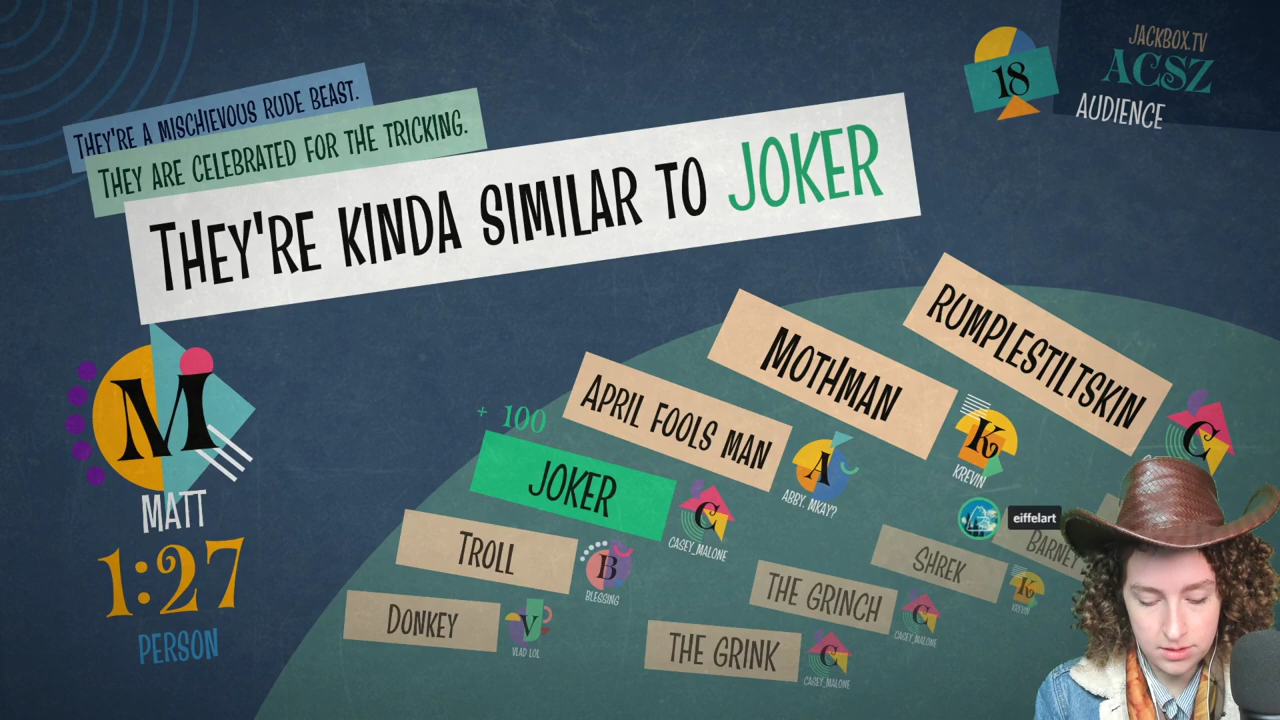 JACKBOX.TV
ACSZ
18
AUDIENCE
THEY'RE A MISCHIEVOUS RUDE BEAST.
THEY ARE CELEBRATED FOR THE TRICKING.
THEY'RE KINDA SIMILAR TO JOKER
RUMPLESTILTSKIN
C
MOTHMAN
K
KREVIN
APRIL FOOLS MAN
A
ABBY. MKAY?
+ 100
JOKER
C
CASEY_MALONE
eiffelart
M
MATT
1:27
PERSON
TROLL
B
BLESSING
SHREK
K
KREVIN
BARNEY
THE GRINCH
C
CASEY_MALONE
DONKEY
V
VLAD LOL
THE GRINK
C
CASEY_MALONE